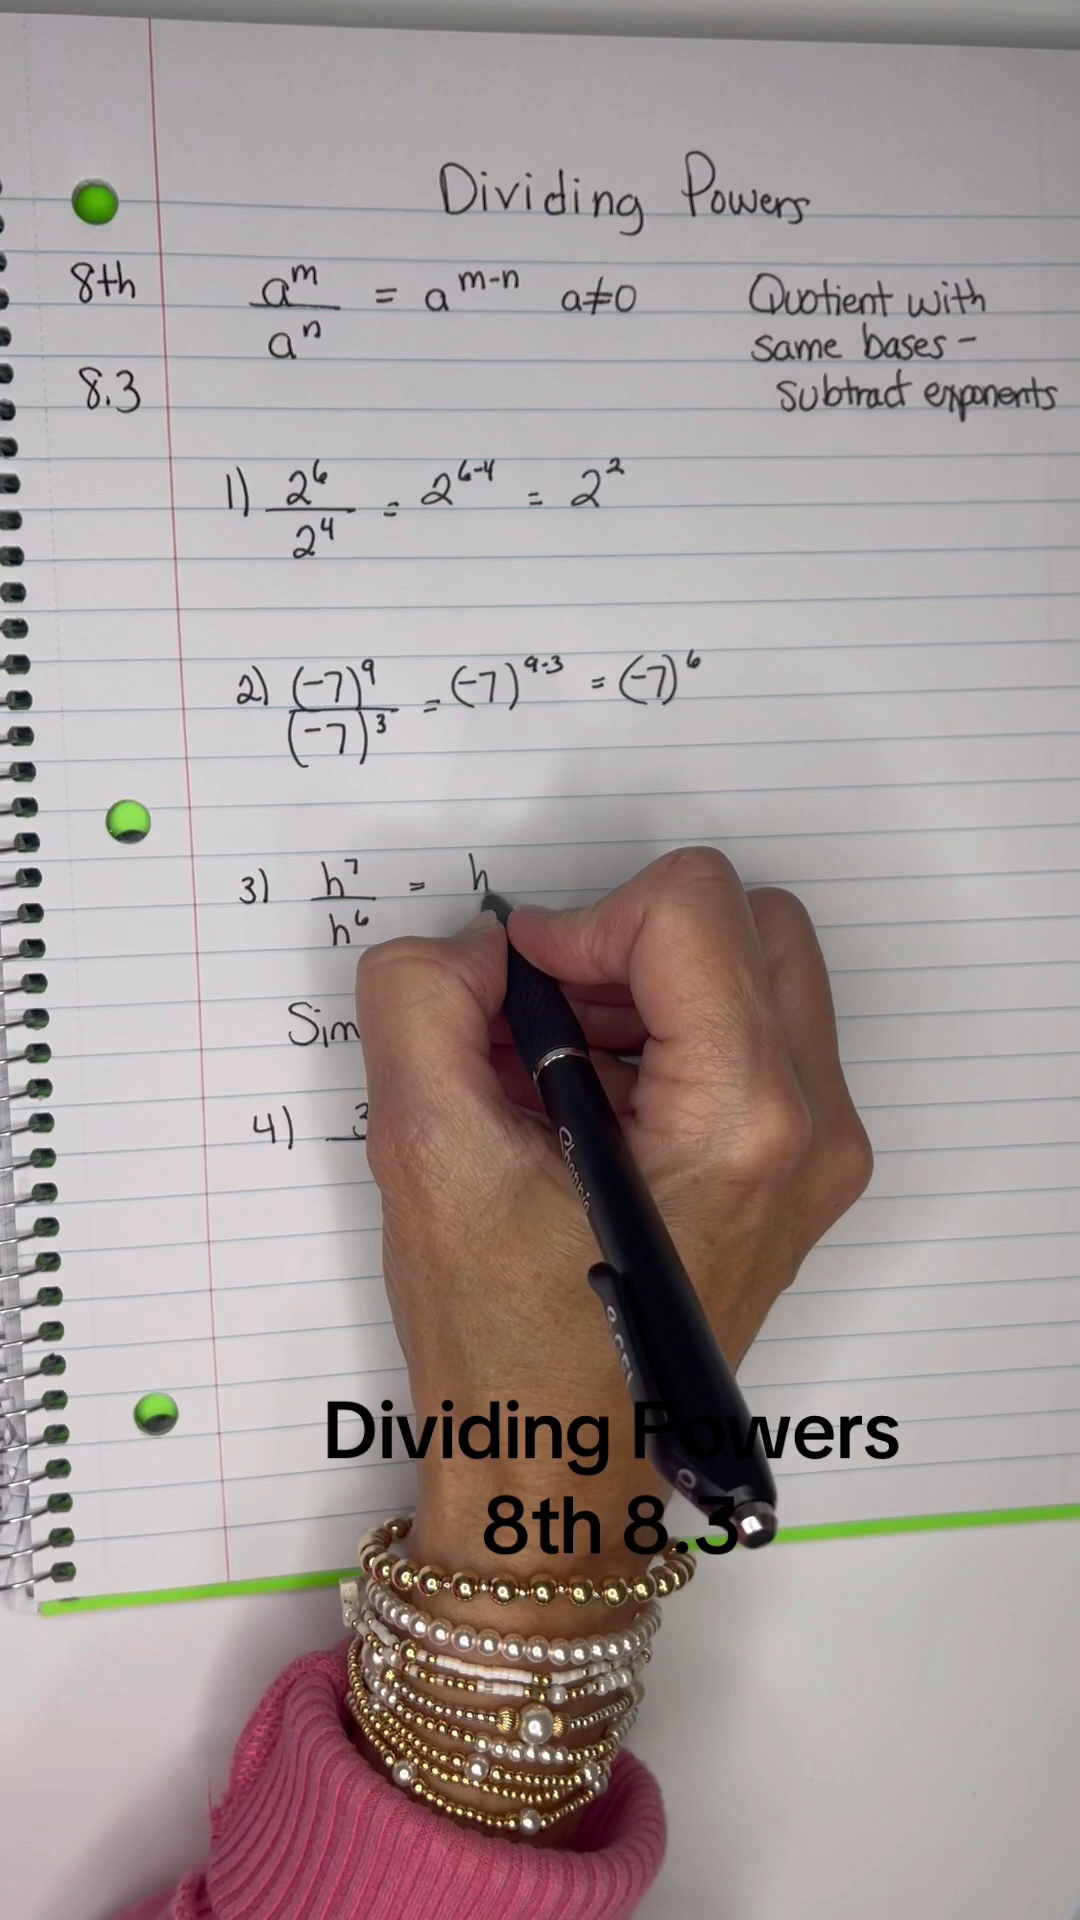 Dividing Powers
8th
a^m / a^n = a^{m-n} a≠0
Quotient with
same bases -
subtract exponents
8.3
1) 2^6 / 2^4 = 2^{6-4} = 2^2
2) (-7)^9 / (-7)^3 = (-7)^{9-3} = (-7)^6
3) h^7 / h^6 = h
4) 3
Dividing Powers
8th 8.3